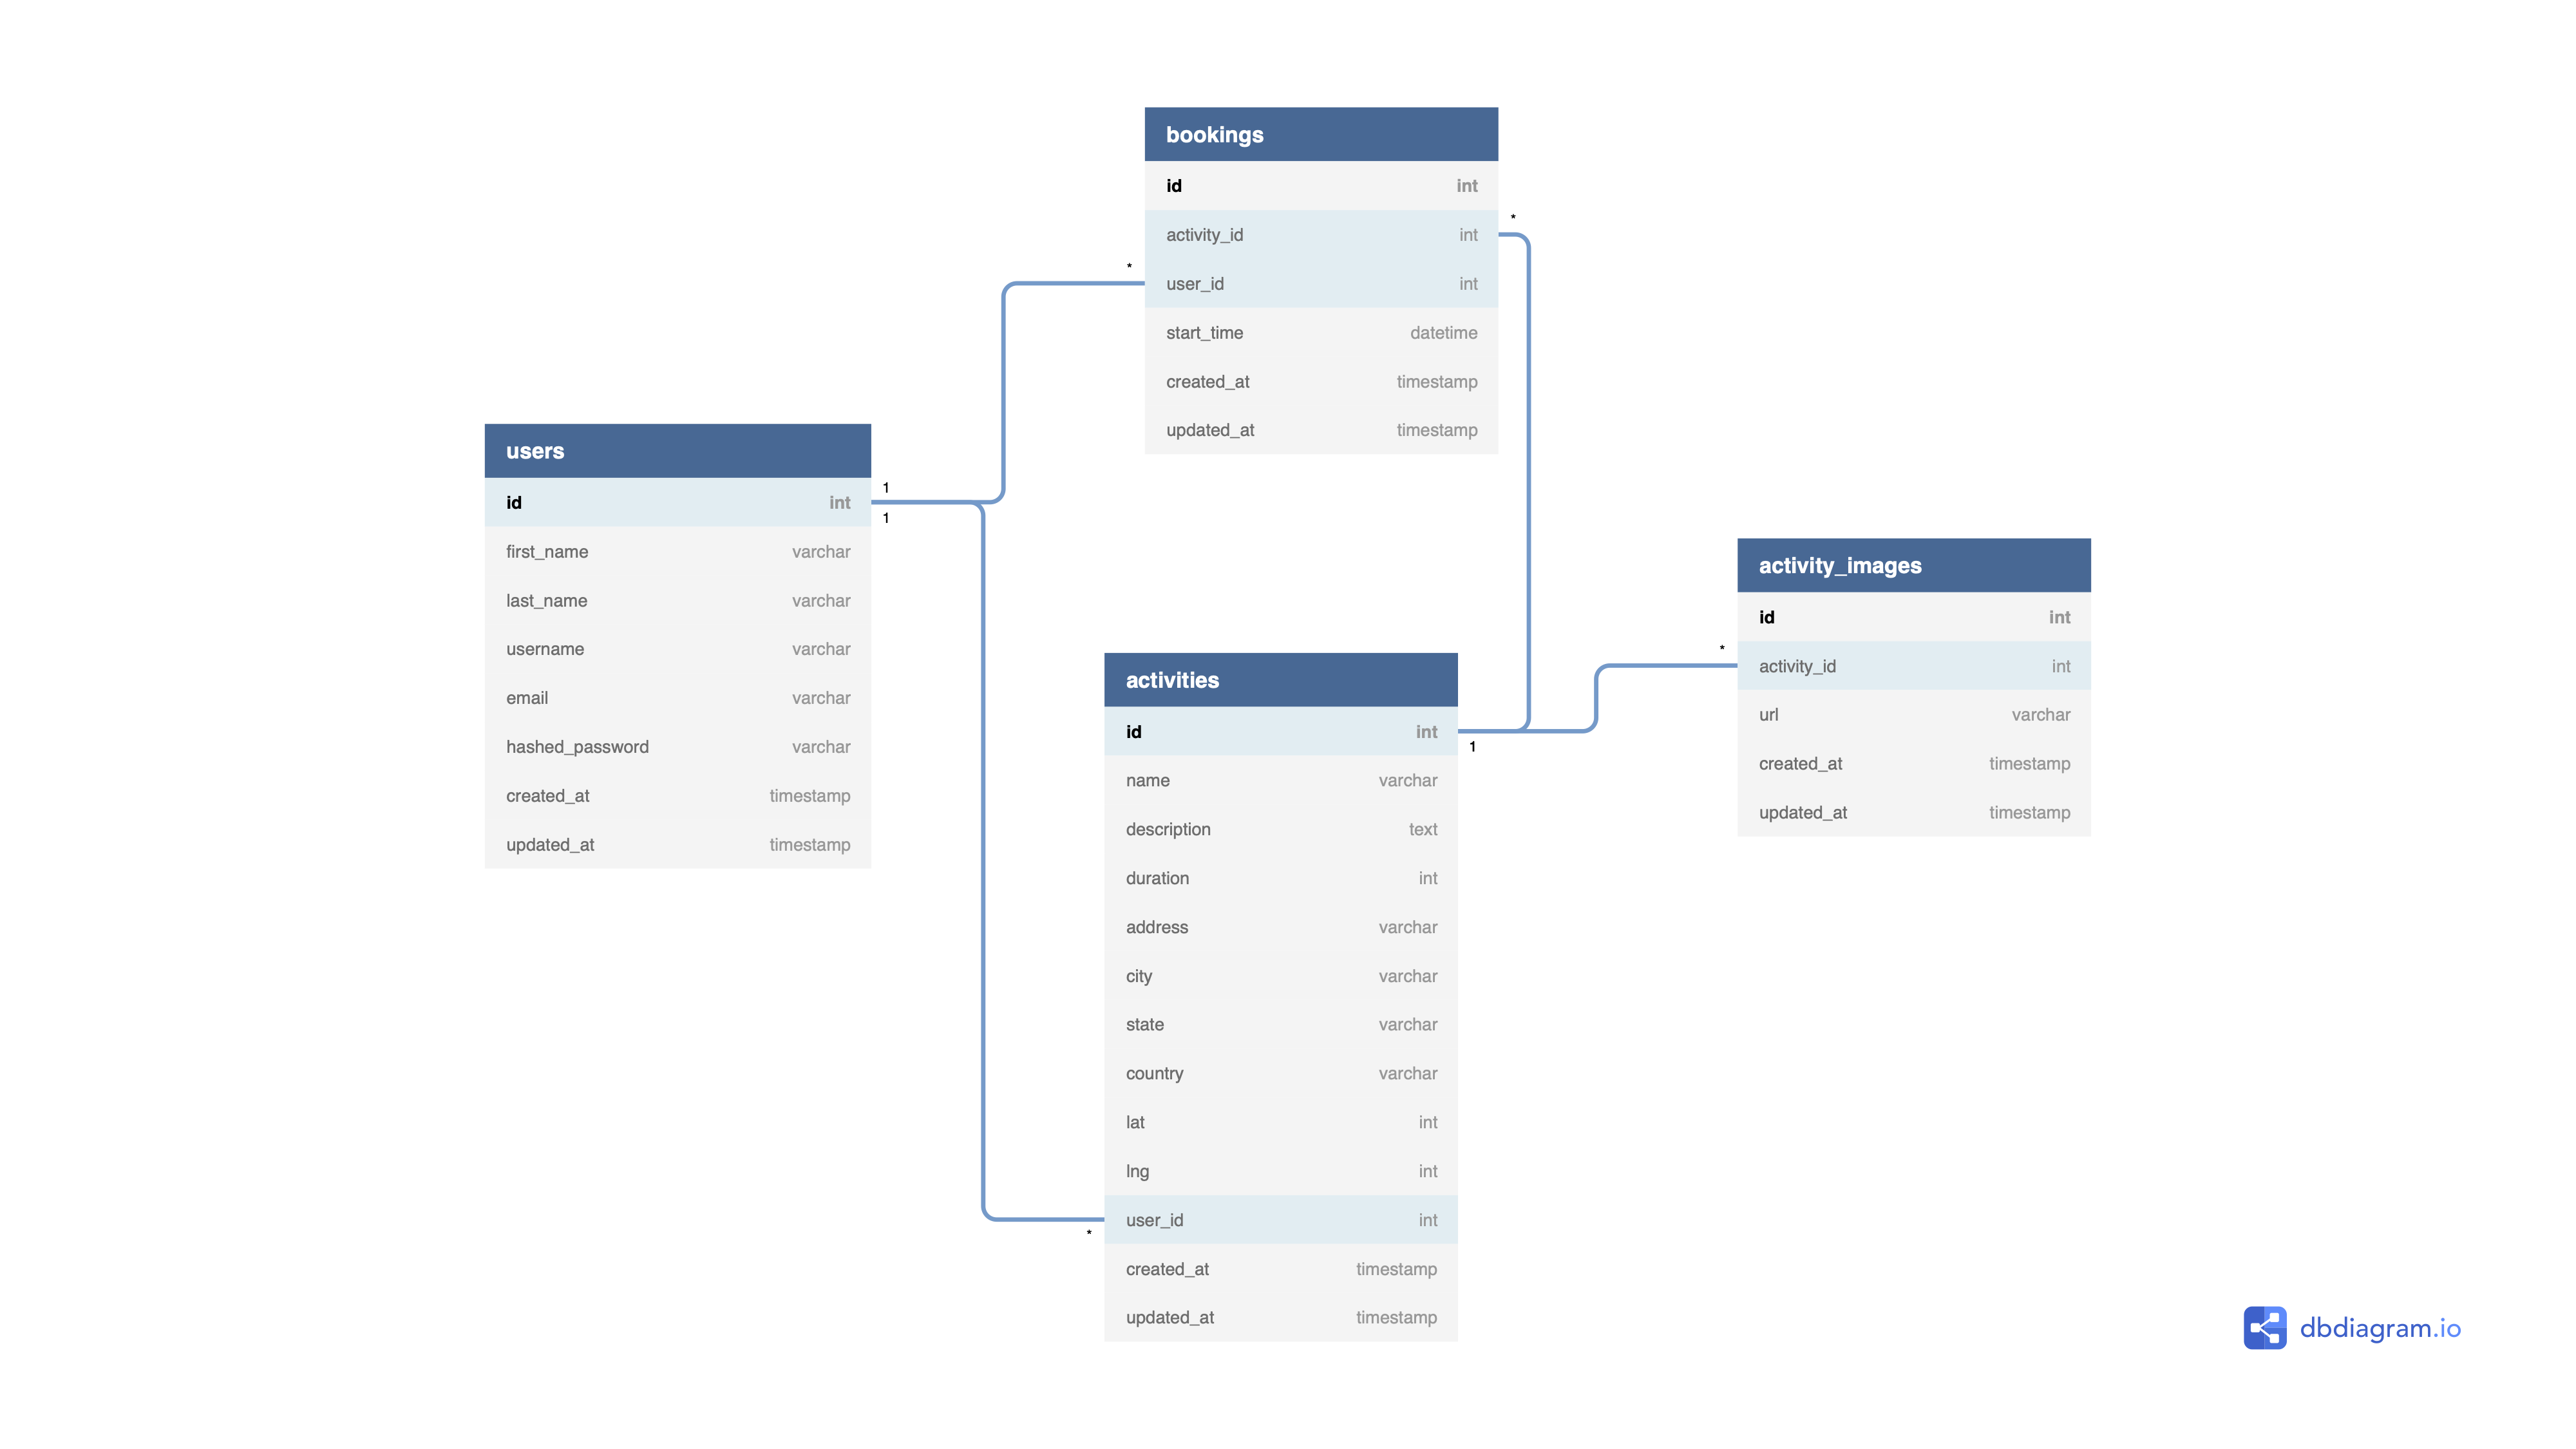 bookings
id int
activity_id int
user_id int
start_time datetime
created_at timestamp
updated_at timestamp
*
*
users
id int
first_name varchar
last_name varchar
username varchar
email varchar
hashed_password varchar
created_at timestamp
updated_at timestamp
1
1
activities
id int
name varchar
description text
duration int
address varchar
city varchar
state varchar
country varchar
lat int
lng int
user_id int
created_at timestamp
updated_at timestamp
1
*
activity_images
id int
activity_id int
url varchar
created_at timestamp
updated_at timestamp
*
dbdiagram.io